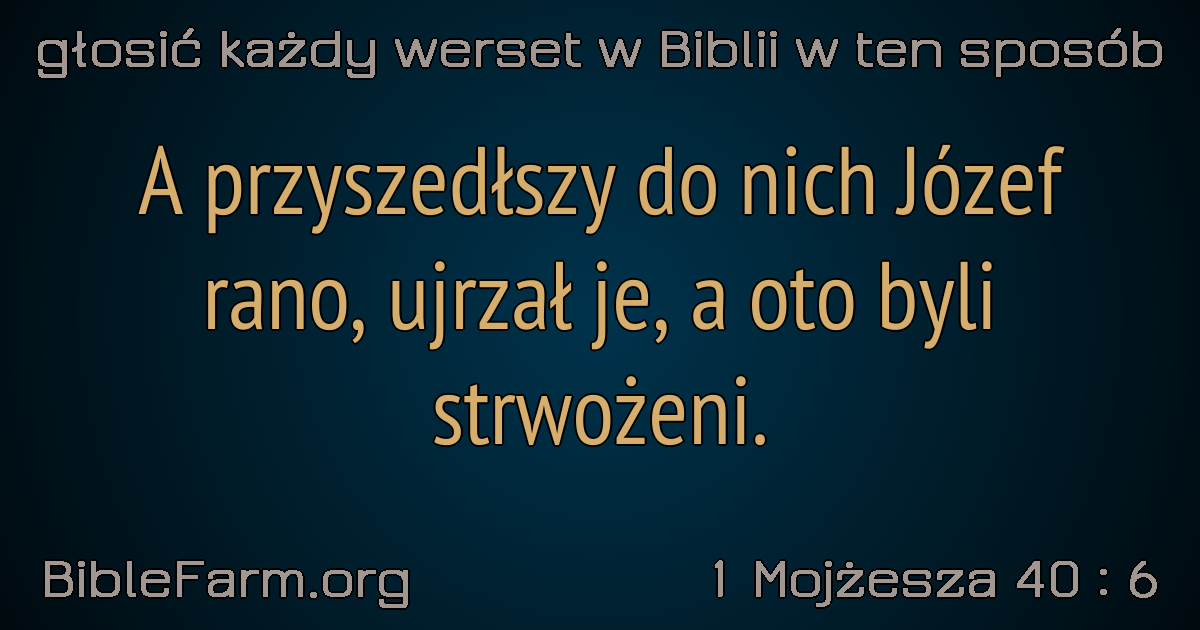 głosić każdy werset w Biblii w ten sposób
A przyszedłszy do nich Józef
rano, ujrzał je, a oto byli
strwożeni.
BibleFarm.org
1 Mojżesza 40 : 6